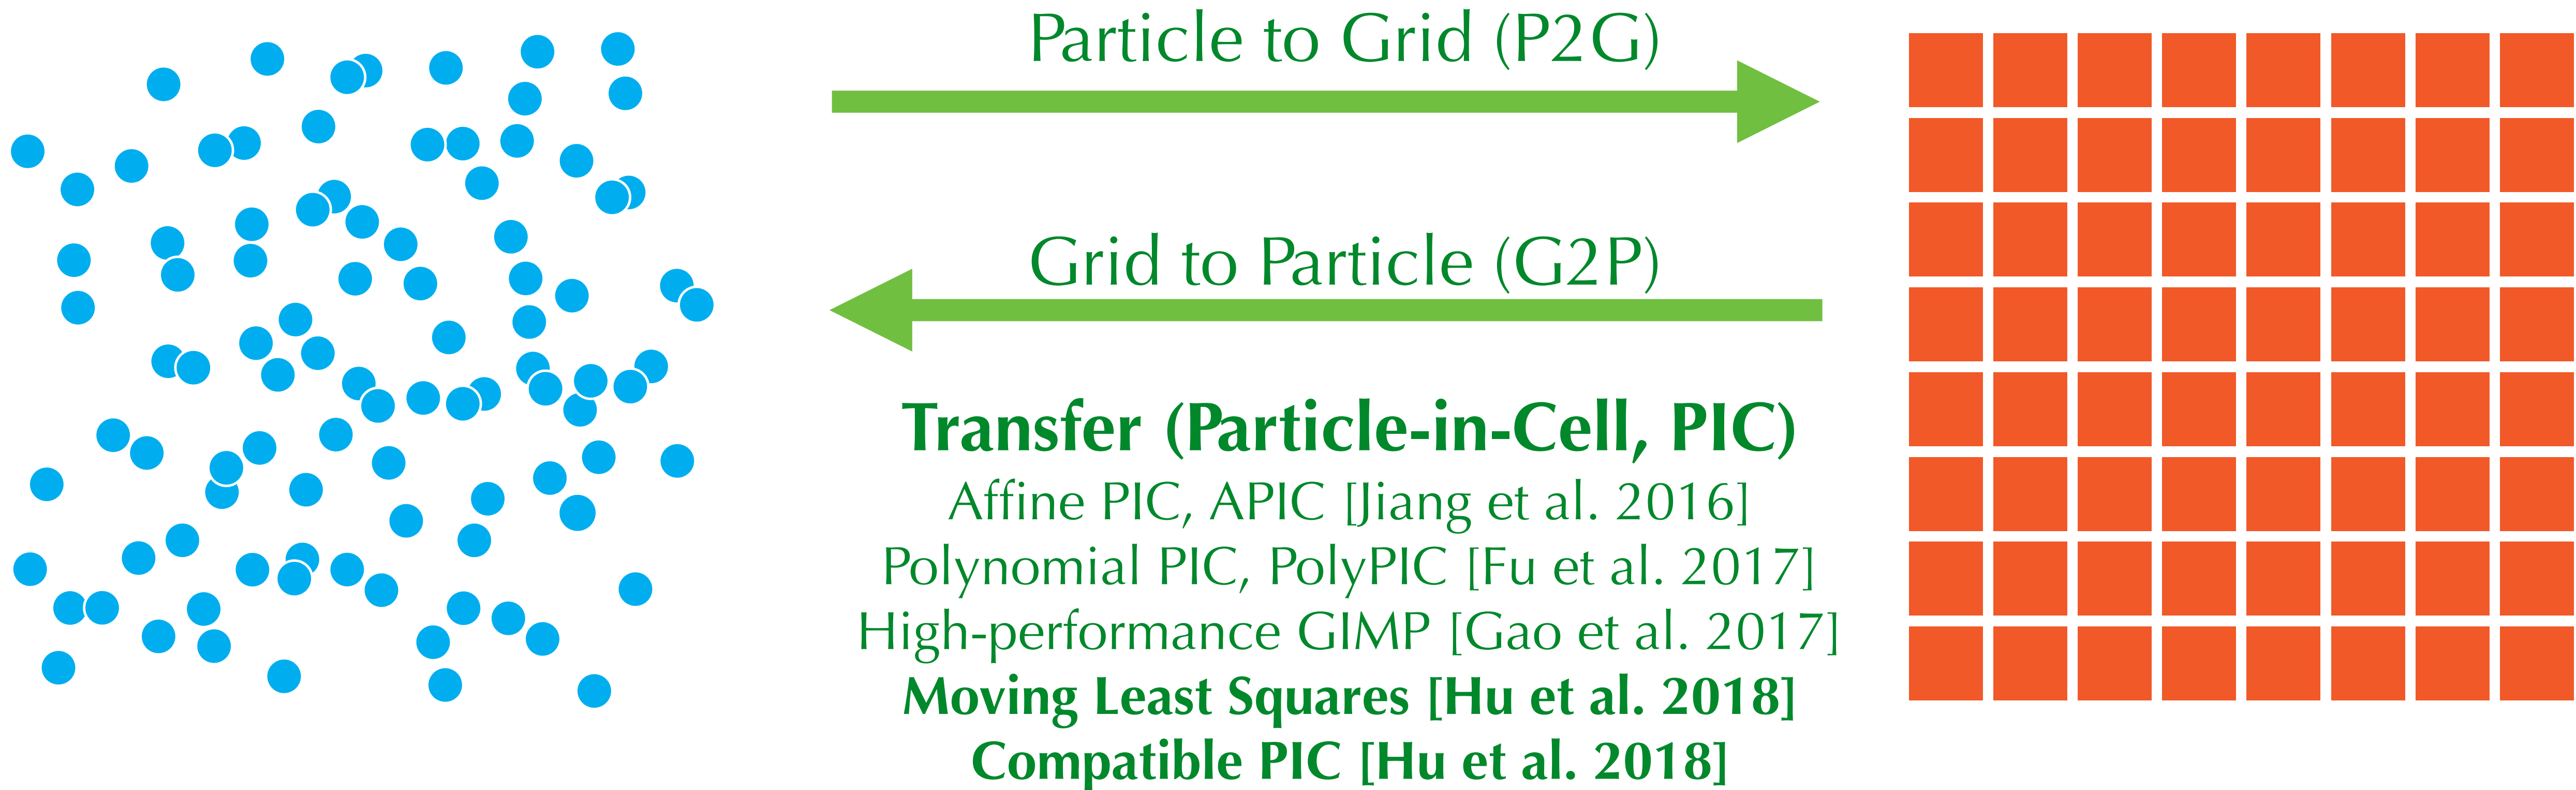 Particle to Grid (P2G)
Grid to Particle (G2P)
Transfer (Particle-in-Cell, PIC)
Affine PIC, APIC [Jiang et al. 2016]
Polynomial PIC, PolyPIC [Fu et al. 2017]
High-performance GIMP [Gao et al. 2017]
Moving Least Squares [Hu et al. 2018]
Compatible PIC [Hu et al. 2018]